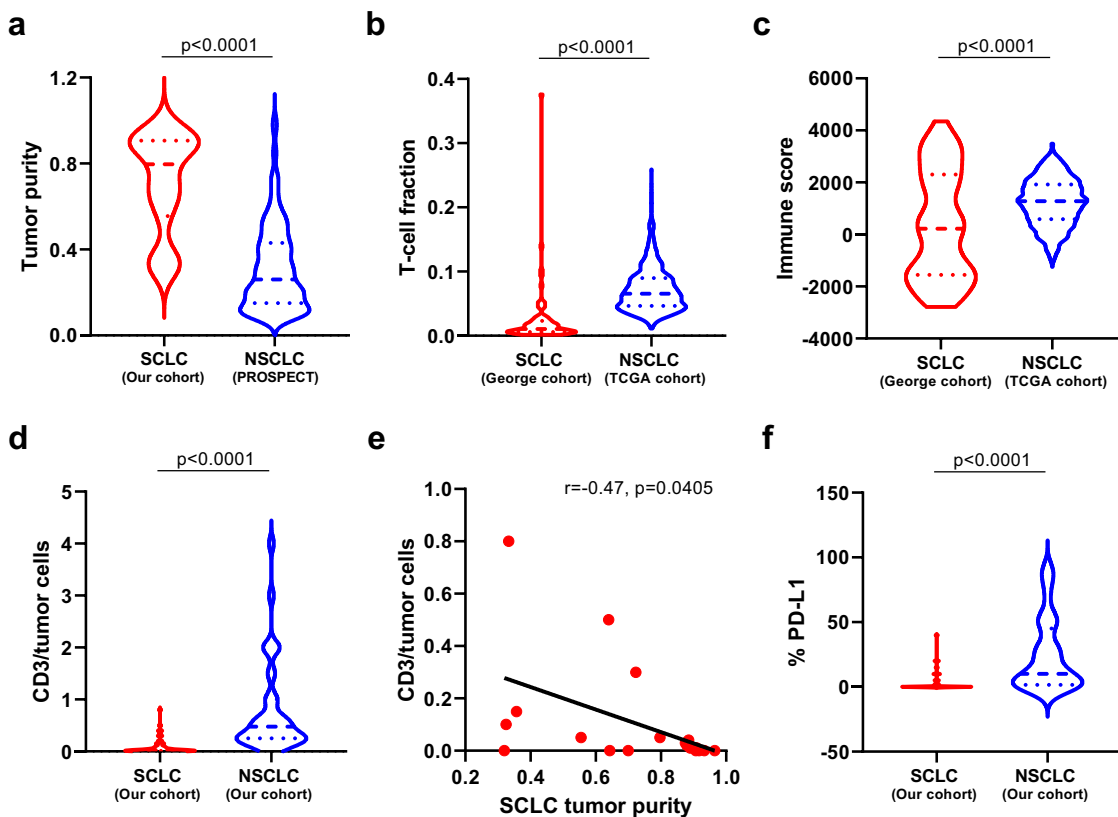 a
p<0.0001
Tumor purity
1.2
0.8
0.4
0.0
SCLC
(Our cohort)
NSCLC
(PROSPECT)
b
p<0.0001
T-cell fraction
0.4
0.3
0.2
0.1
0.0
SCLC
(George cohort)
NSCLC
(TCGA cohort)
c
p<0.0001
Immune score
6000
4000
2000
0
-2000
-4000
SCLC
(George cohort)
NSCLC
(TCGA cohort)
d
p<0.0001
CD3/tumor cells
5
4
3
2
1
0
SCLC
(Our cohort)
NSCLC
(Our cohort)
e
r=-0.47, p=0.0405
CD3/tumor cells
1.0
0.8
0.6
0.4
0.2
0.0
0.2 0.4 0.6 0.8 1.0
SCLC tumor purity
f
p<0.0001
% PD-L1
150
100
50
0
-50
SCLC
(Our cohort)
NSCLC
(Our cohort)